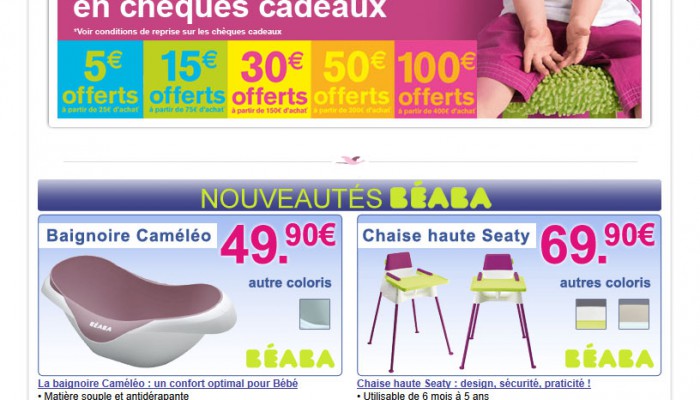 en chèques cadeaux
*Voir conditions de reprise sur les chèques cadeaux
5€ 15€ 30€ 50€ 100€
offerts offerts offerts offerts offerts
à partir de 25€ d'achat à partir de 75€ d'achat à partir de 150€ d'achat à partir de 250€ d'achat à partir de 400€ d'achat
NOUVEAUTÉS BÉABA
Baignoire Caméléo 49.90€
autre coloris
BÉABA
BÉABA
La baignoire Caméléo : un confort optimal pour Bébé
• Matière souple et antidérapante
Chaise haute Seaty 69.90€
autres coloris
BÉABA
Chaise haute Seaty : design, sécurité, praticité !
• Utilisable de 6 mois à 5 ans